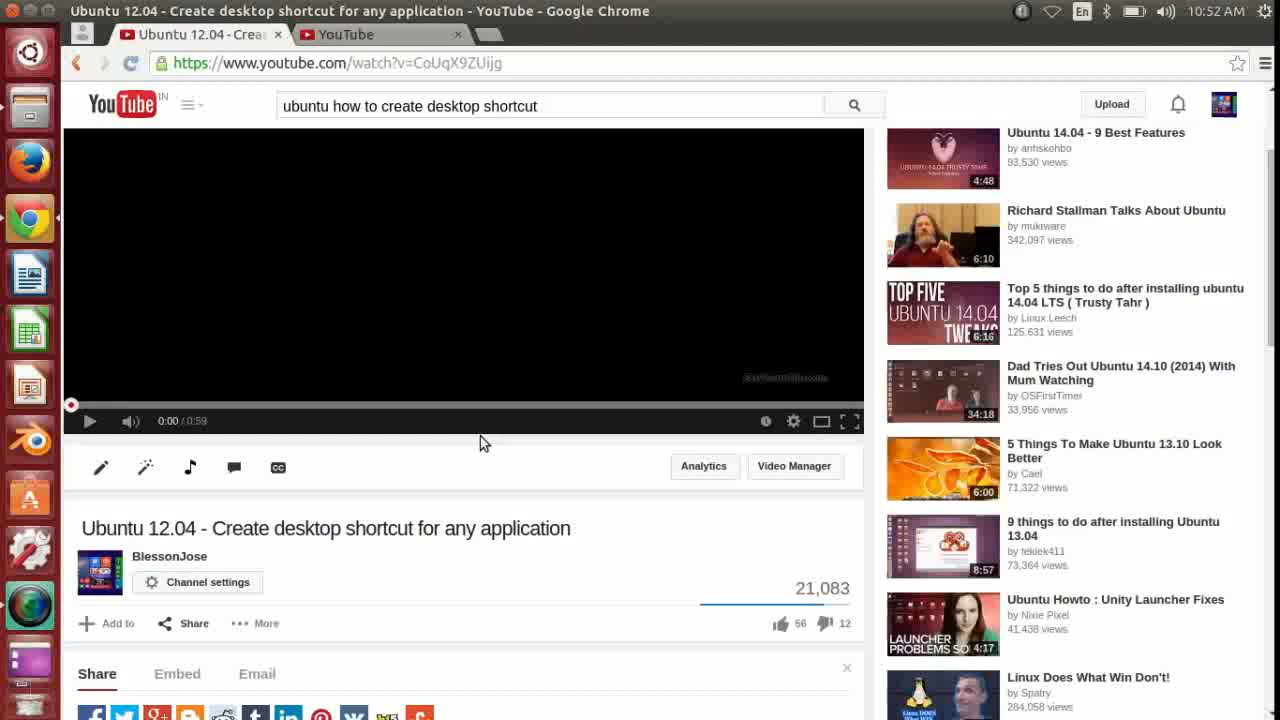 Ubuntu 12.04 - Create desktop shortcut for any application - YouTube - Google Chrome
En
10:52 AM
Ubuntu 12.04 - Crea
YouTube
https://www.youtube.com/watch?v=CoUqX9ZUijg
YouTube
IN
ubuntu how to create desktop shortcut
Upload
0:00 / 0:59
Analytics
Video Manager
Ubuntu 12.04 - Create desktop shortcut for any application
BlessonJose
Channel settings
21,083
Add to
Share
More
56
12
Share
Embed
Email
Ubuntu 14.04 - 9 Best Features
by anhskohbo
93,530 views
4:48
Richard Stallman Talks About Ubuntu
by mukiware
342,097 views
6:10
TOP FIVE
UBUNTU 14.04
TWEAKS
6:16
Top 5 things to do after installing ubuntu
14.04 LTS ( Trusty Tahr )
by Linux Leech
125,631 views
Dad Tries Out Ubuntu 14.10 (2014) With
Mum Watching
by OSFirstTimer
33,956 views
34:18
5 Things To Make Ubuntu 13.10 Look
Better
by Cael
71,322 views
6:00
9 things to do after installing Ubuntu
13.04
by teklek411
73,364 views
8:57
LAUNCHER
PROBLEMS SO
4:17
Ubuntu Howto : Unity Launcher Fixes
by Nixie Pixel
41,438 views
Linux Does What Win Don't!
by Spatry
284,058 views
Linux DOES